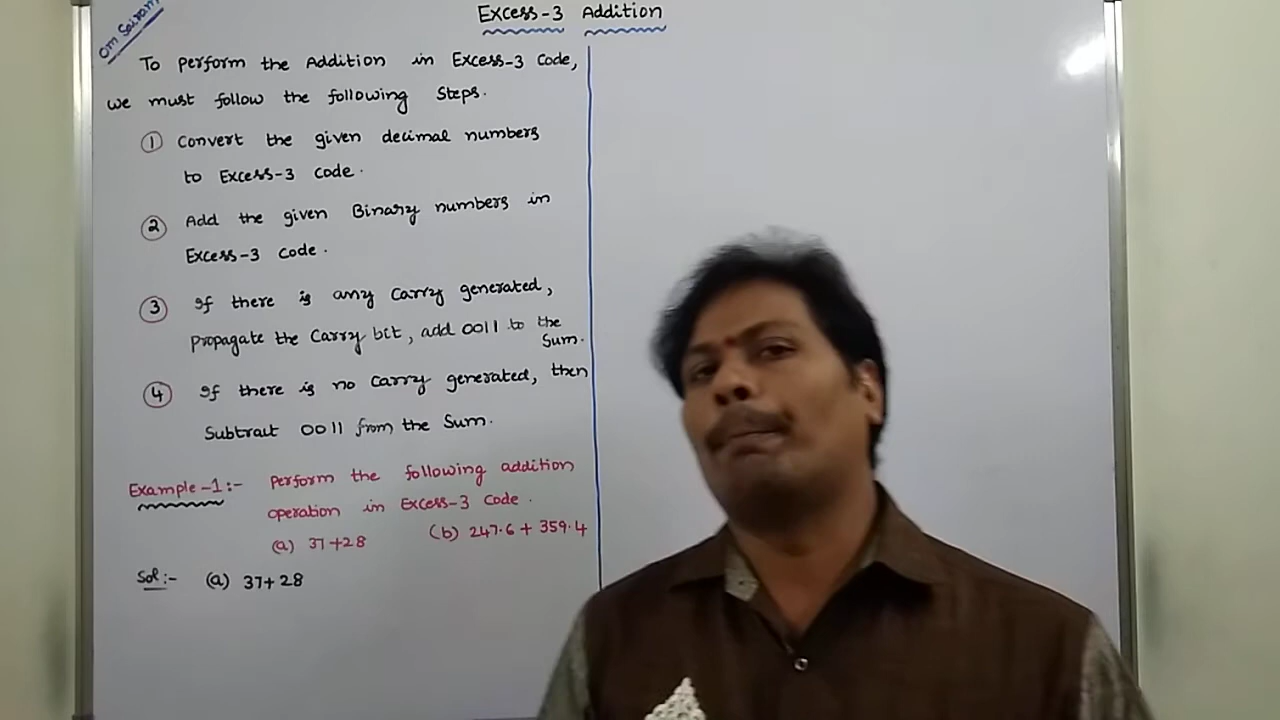 Om Sairam
Excess-3 Addition
To perform the Addition in Excess-3 Code,
we must follow the following Steps.
① Convert the given decimal numbers
to Excess-3 code.
② Add the given Binary numbers in
Excess-3 Code.
③ If there is any Carry generated,
propagate the Carry bit, add 0011 to the
Sum.
④ If there is no Carry generated, then
Subtract 0011 from the Sum.
Example-1:- Perform the following addition
operation in Excess-3 Code.
(a) 37+28 (b) 247.6 + 359.4
Sol:- (a) 37+28